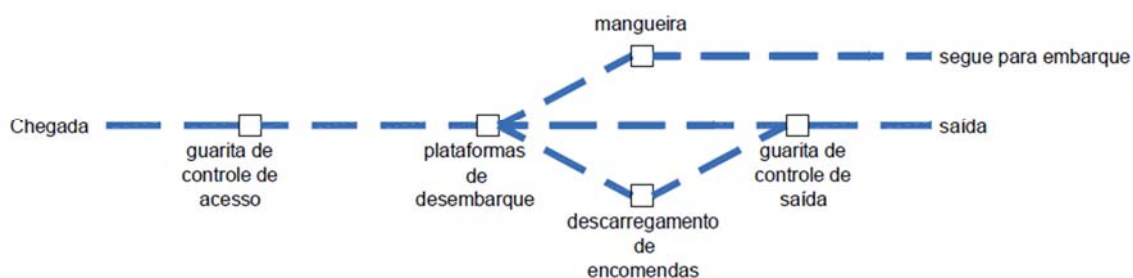 mangueira
segue para embarque
Chegada
saída
guarita de
controle de
acesso
plataformas
de
desembarque
guarita de
controle de
saída
descarregamento
de
encomendas